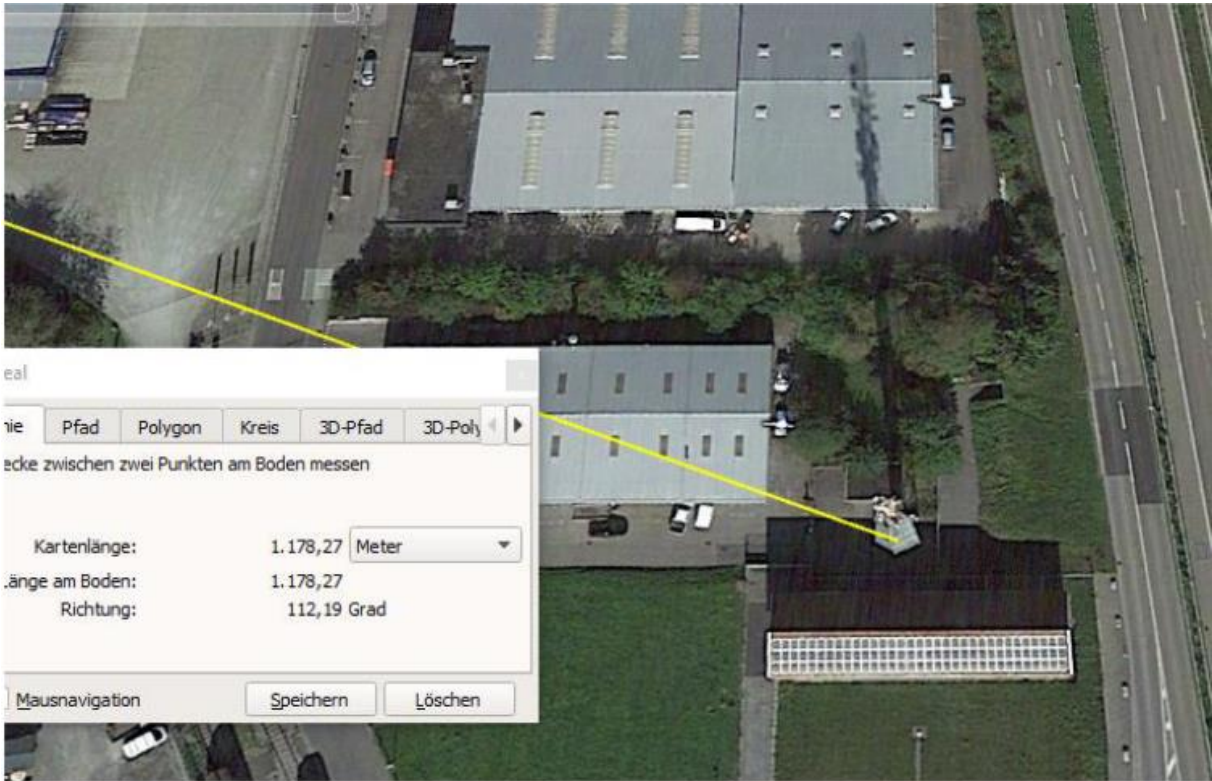 eal
nie Pfad Polygon Kreis 3D-Pfad 3D-Poly
ecke zwischen zwei Punkten am Boden messen
Kartenlänge: 1.178,27 Meter
Länge am Boden: 1.178,27
Richtung: 112,19 Grad
Mausnavigation Speichern Löschen